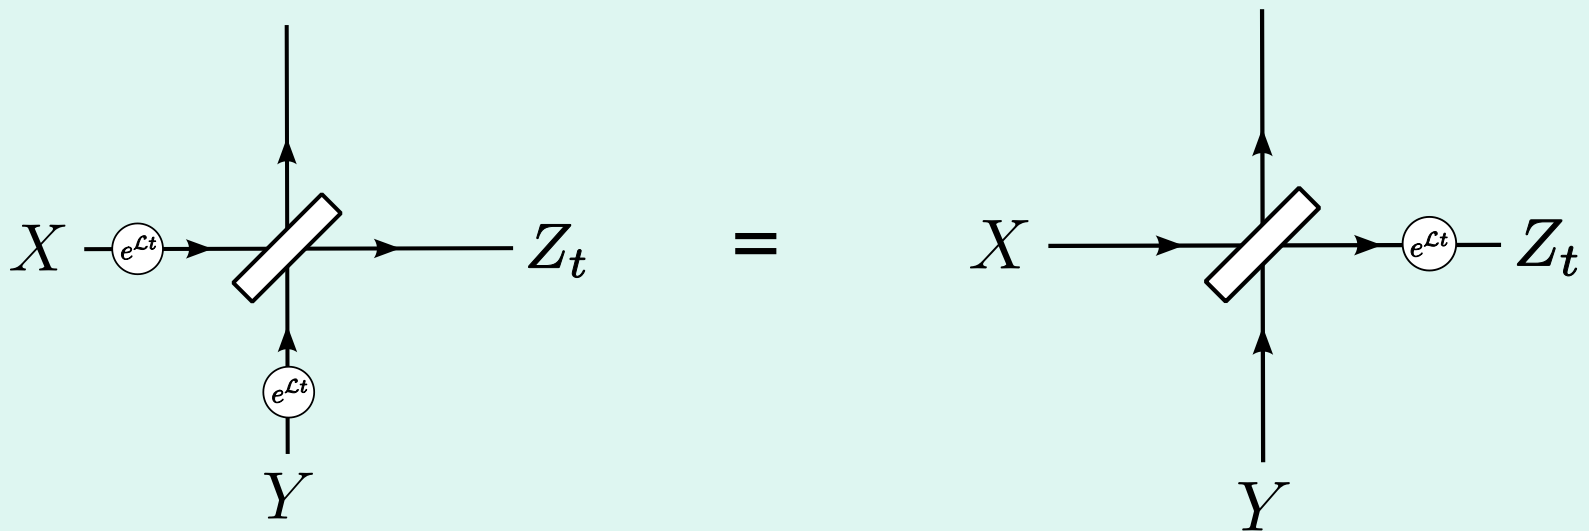 X e^{ℒt} Z_t = X e^{ℒt} Z_t
e^{ℒt}
Y Y